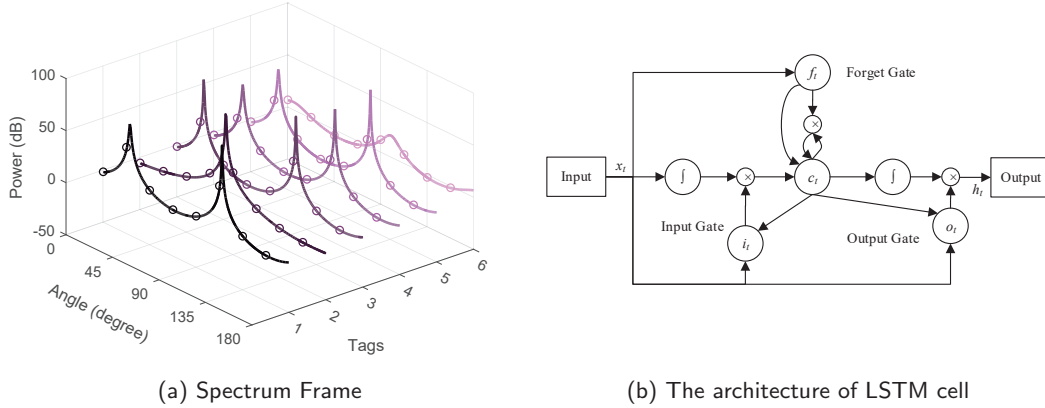 100
50
0
-50
Power (dB)
0
45
90
135
180
Angle (degree)
1
2
3
4
5
6
Tags
(a) Spectrum Frame
f_t
Forget Gate
×
Input
x_t
∫
×
c_t
∫
×
h_t
Output
Input Gate
i_t
Output Gate
o_t
(b) The architecture of LSTM cell